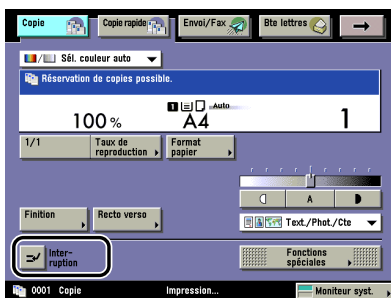 Copie
Copie rapide
Envoi/Fax
Bte lettres
Sél. couleur auto
Réservation de copies possible.
1 Auto
100 % A4 1
1/1
Taux de
reproduction
Format
papier
A
Finition
Recto verso
Text./Phot./Cte
Inter-
ruption
Fonctions
spéciales
0001 Copie Impression... Moniteur syst.